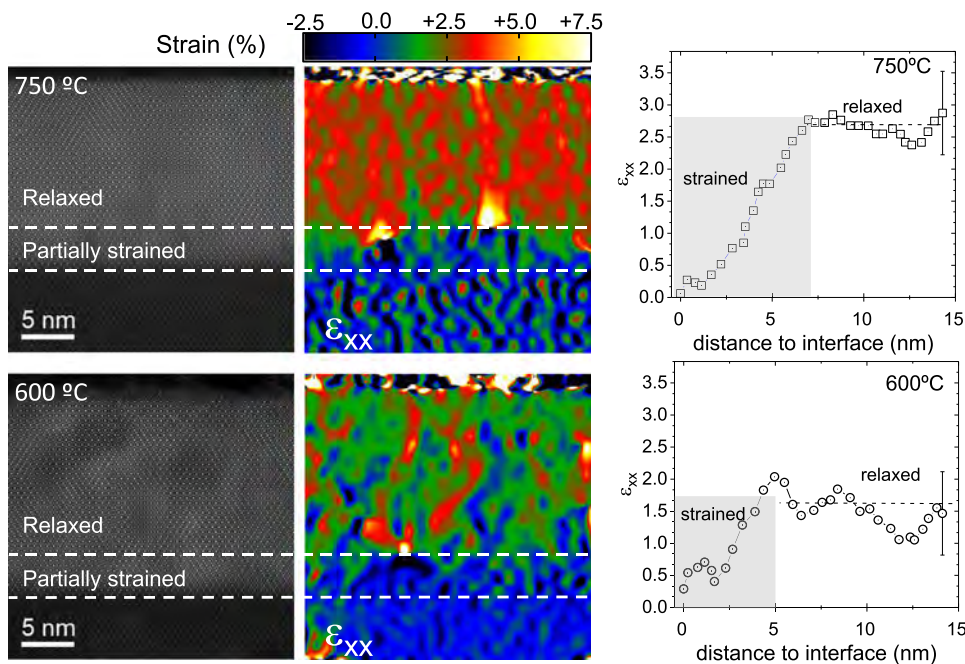 Strain (%)
-2.5 0.0 +2.5 +5.0 +7.5
750 ºC
Relaxed
Partially strained
5 nm
εxx
750ºC
relaxed
strained
εxx
3.5
3.0
2.5
2.0
1.5
1.0
0.5
0.0
0 5 10 15
distance to interface (nm)
600 ºC
Relaxed
Partially strained
5 nm
εxx
600ºC
relaxed
strained
εxx
3.5
3.0
2.5
2.0
1.5
1.0
0.5
0.0
0 5 10 15
distance to interface (nm)